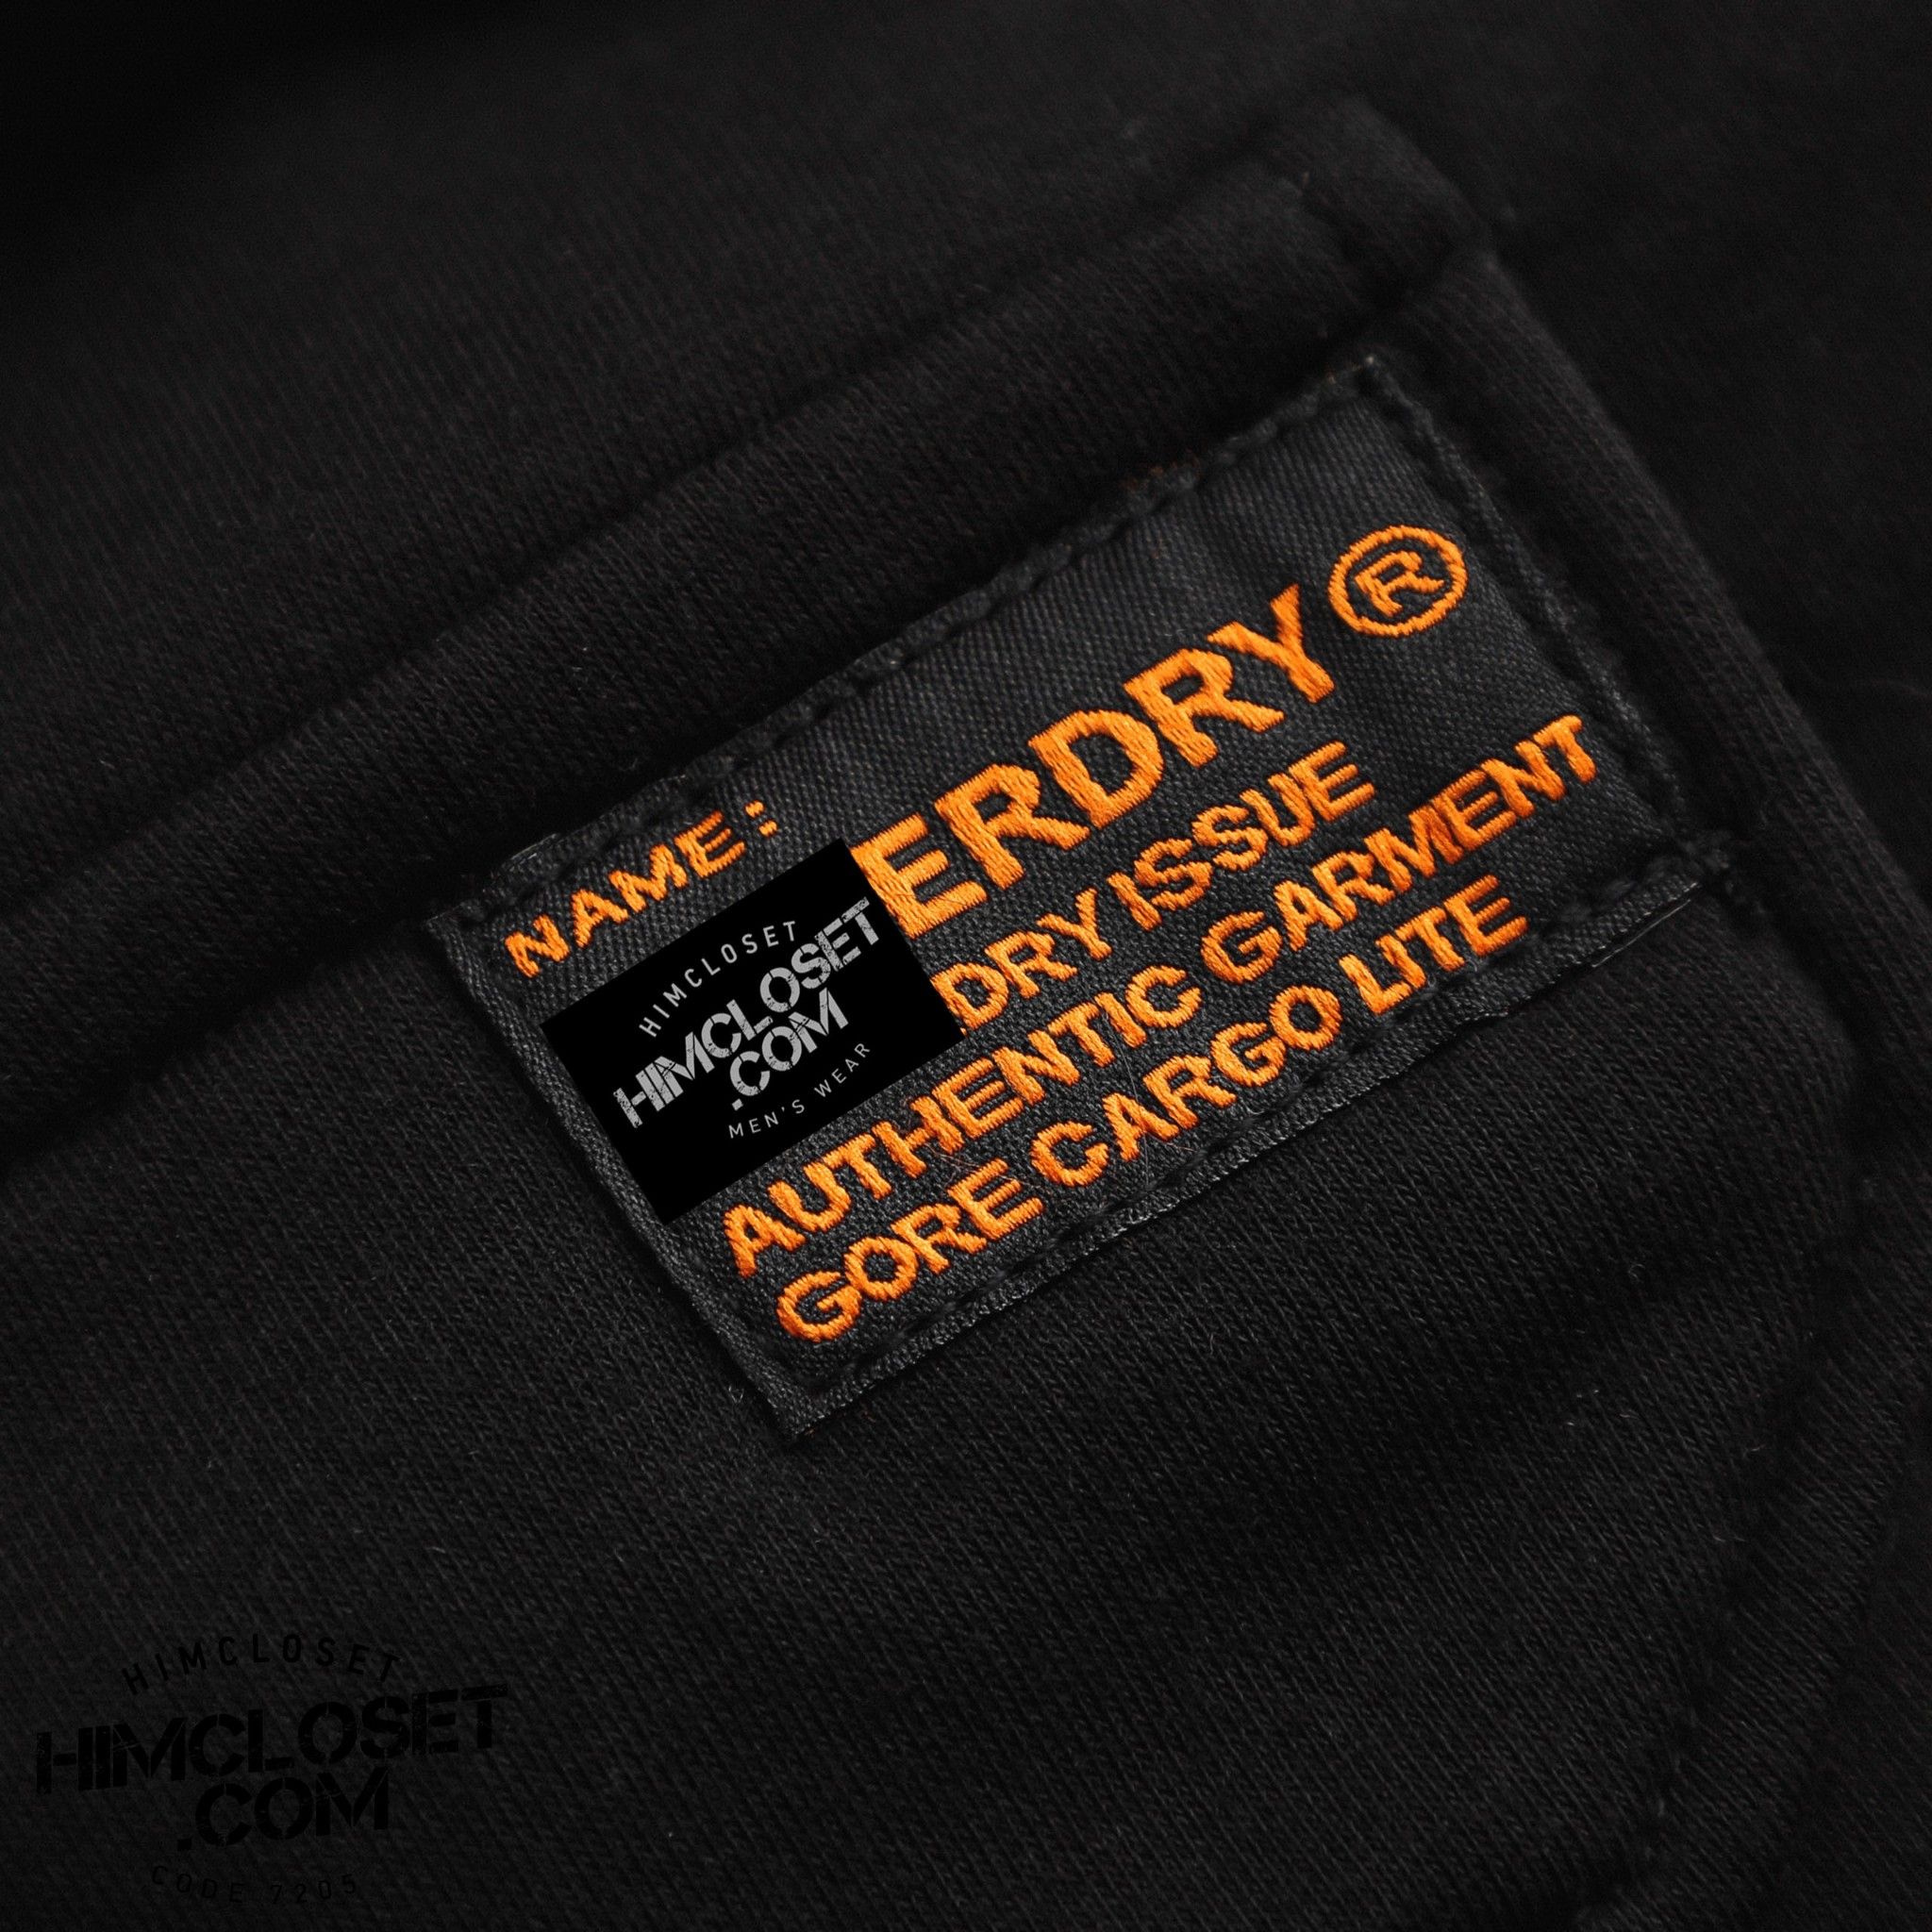 NAME:
ERDRY®
DRY ISSUE
AUTHENTIC GARMENT
GORE CARGO LITE
HIMCLOSET
HIMCLOSET
.COM
MEN'S WEAR
HIMCLOSET
HIMCLOSET
.COM
CODE 7205